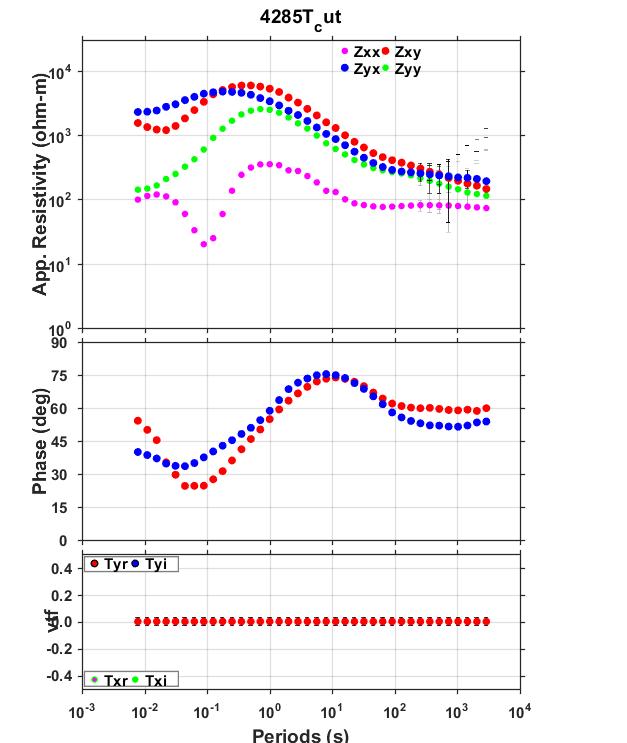 4285T_cut
Zxx Zxy
Zyx Zyy
App. Resistivity (ohm-m)
10^4
10^3
10^2
10^1
10^0
Phase (deg)
90
75
60
45
30
15
0
Tyr Tyi
vtf
0.4
0.2
0.0
-0.2
-0.4
Txr Txi
10^-3 10^-2 10^-1 10^0 10^1 10^2 10^3 10^4
Periods (s)